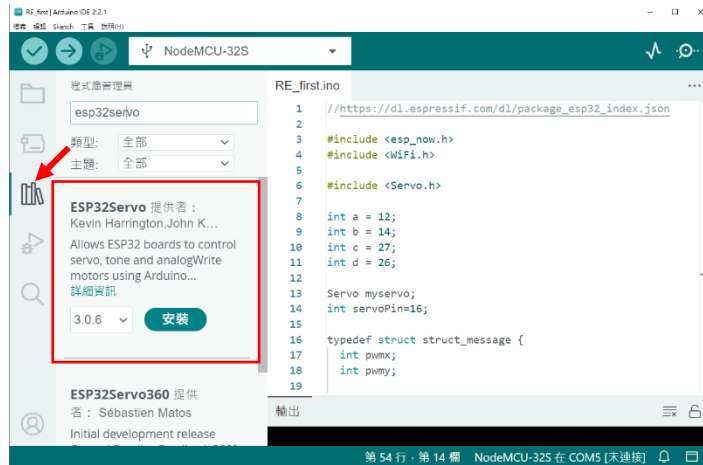 RE_first | Arduino IDE 2.2.1
檔案 編輯 Sketch 工具 說明(H)
NodeMCU-32S
程式庫管理員
esp32servo
類型: 全部
主題: 全部
ESP32Servo 提供者：
Kevin Harrington,John K...
Allows ESP32 boards to control
servo, tone and analogWrite
motors using Arduino...
詳細資訊
3.0.6 安裝
ESP32Servo360 提供
者： Sébastien Matos
Initial development release
RE_first.ino
1 //https://dl.espressif.com/dl/package_esp32_index.json
2
3 #include <esp_now.h>
4 #include <WiFi.h>
5
6 #include <Servo.h>
7
8 int a = 12;
9 int b = 14;
10 int c = 27;
11 int d = 26;
12
13 Servo myservo;
14 int servoPin=16;
15
16 typedef struct struct_message {
17 int pwmx;
18 int pwmy;
19
輸出
第 54 行，第 14 欄 NodeMCU-32S 在 COM5 [未連接]